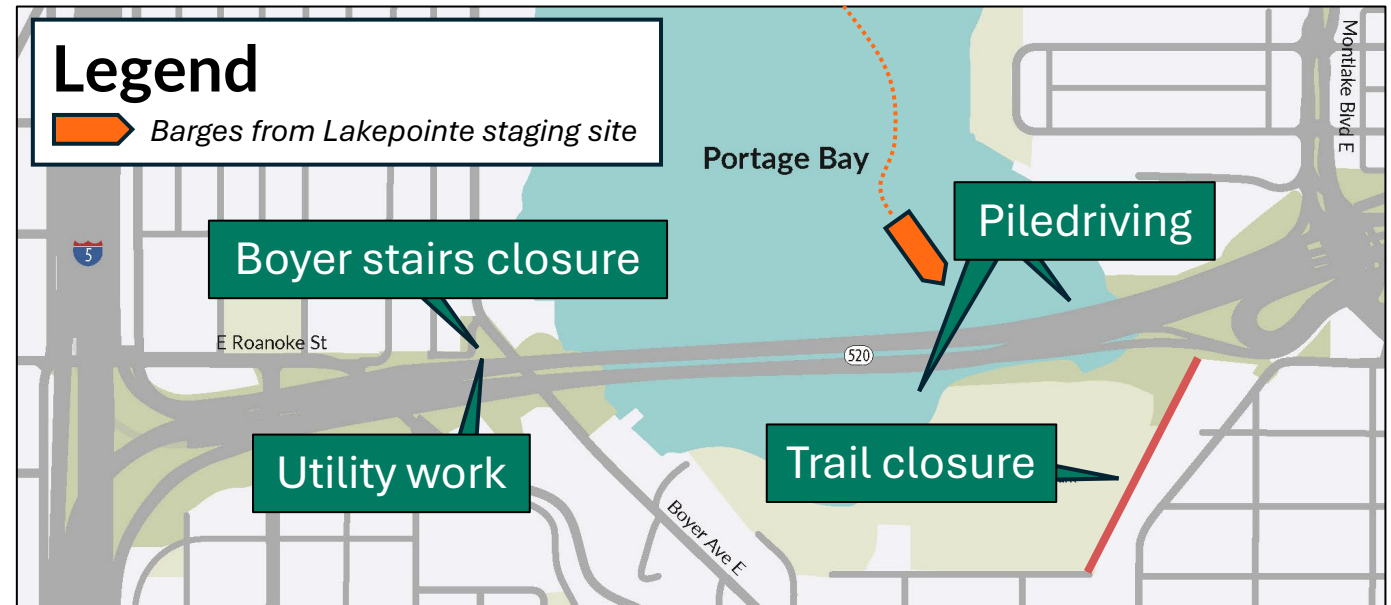 Legend
Barges from Lakepointe staging site
Montlake Blvd E
Portage Bay
Piledriving
Boyer stairs closure
5
E Roanoke St
520
Trail closure
Utility work
Boyer Ave E